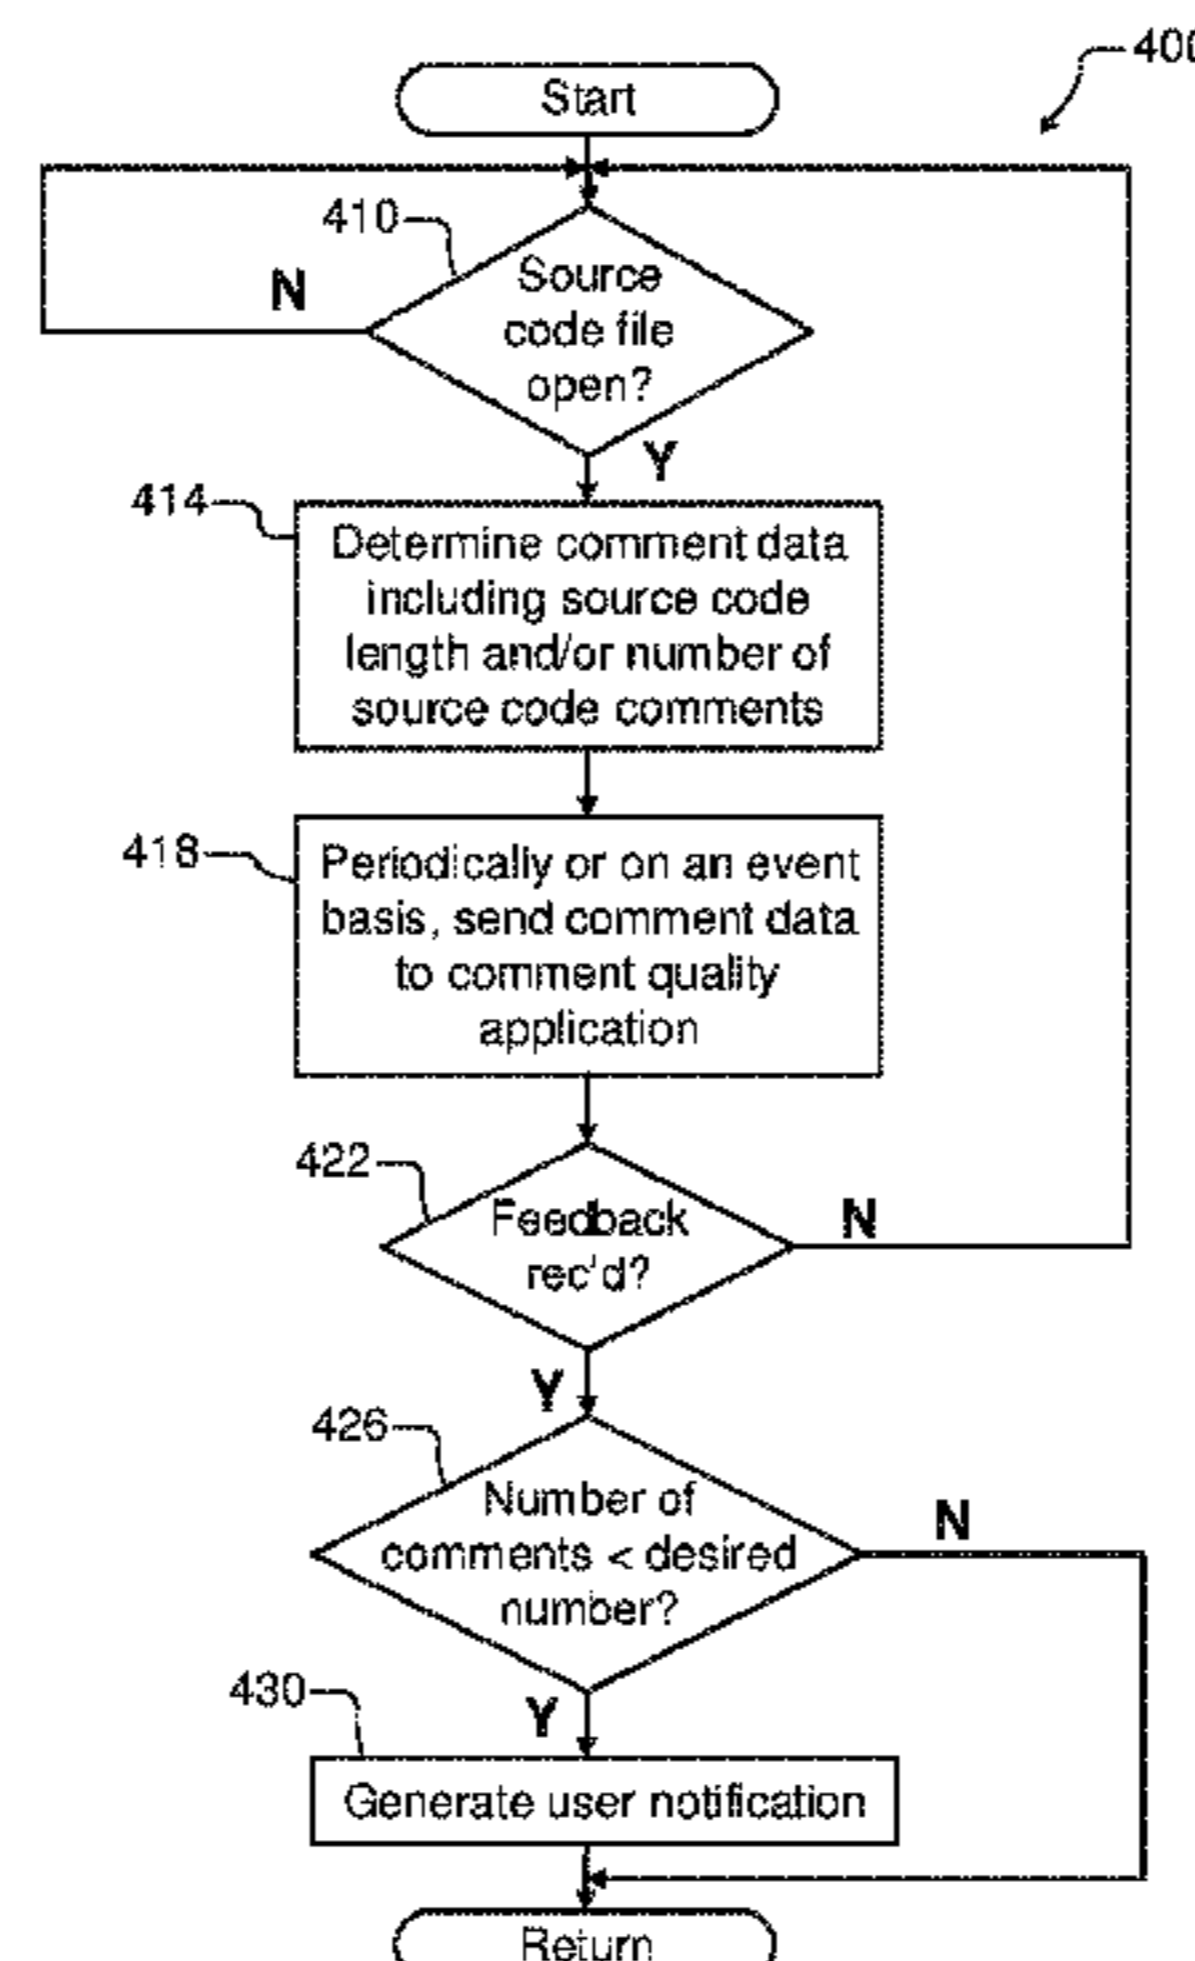 400
Start
410
N
Source
code file
open?
Y
414
Determine comment data
including source code
length and/or number of
source code comments
418
Periodically or on an event
basis, send comment data
to comment quality
application
422
Feedback
rec'd?
N
Y
426
Number of
comments < desired
number?
N
430
Y
Generate user notification
Return